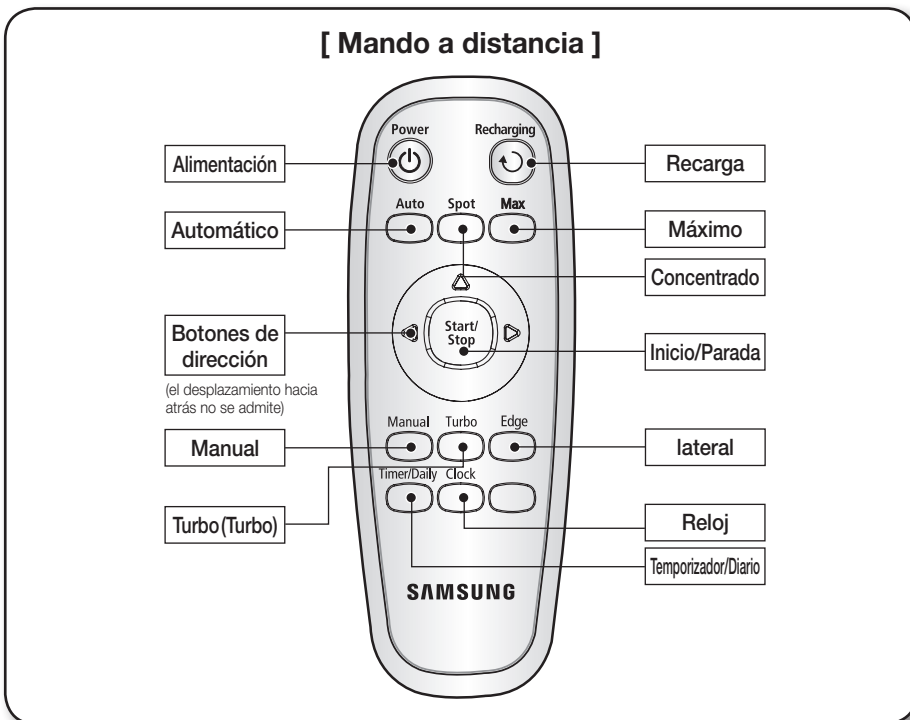 [ Mando a distancia ]
Power
Recharging
Alimentación
Recarga
Auto
Spot
Max
Automático
Máximo
Concentrado
Botones de
dirección
(el desplazamiento hacia
atrás no se admite)
Start/
Stop
Inicio/Parada
Manual
Turbo
Edge
Manual
lateral
Timer/Daily
Clock
Turbo (Turbo)
Reloj
Temporizador/Diario
SAMSUNG